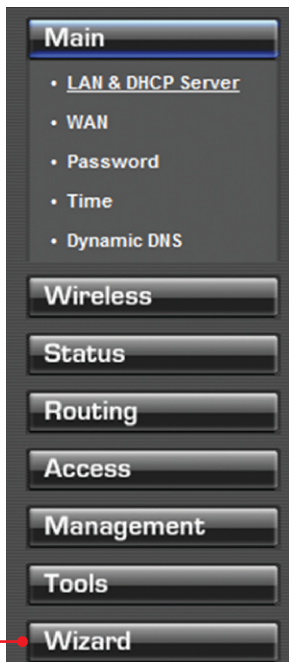 Main
• LAN & DHCP Server
• WAN
• Password
• Time
• Dynamic DNS
Wireless
Status
Routing
Access
Management
Tools
Wizard